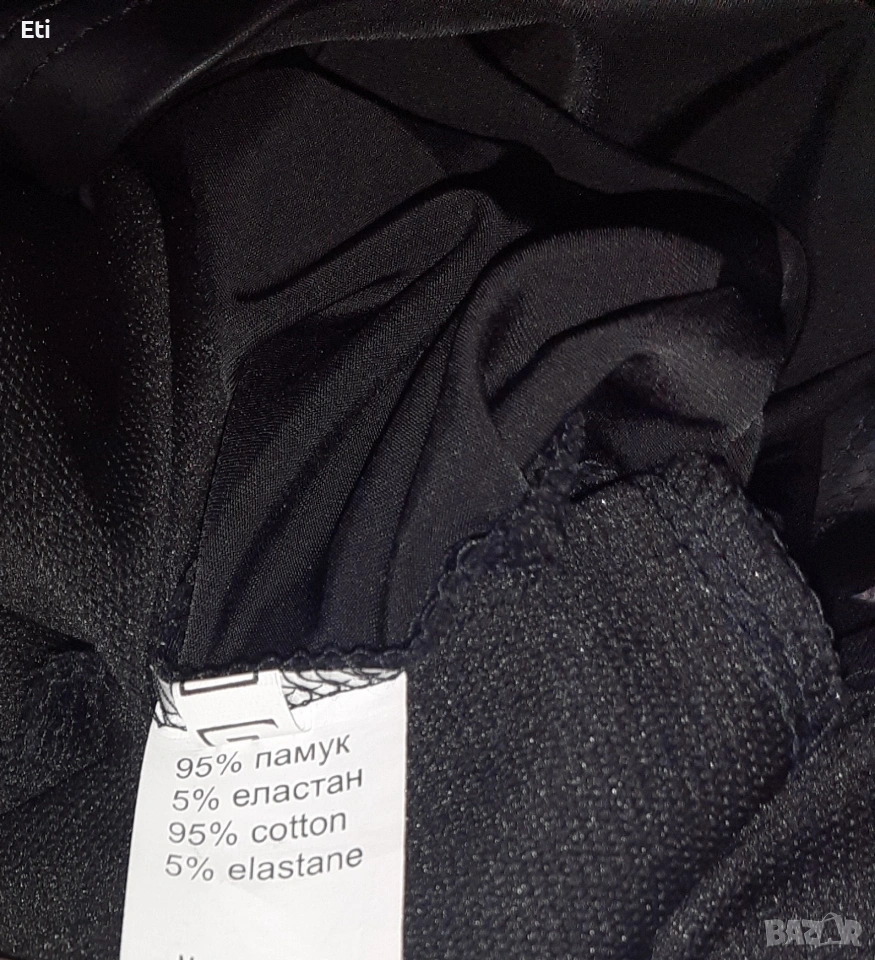 Eti
95% памук
5% еластан
95% cotton
5% elastane
BAZAR